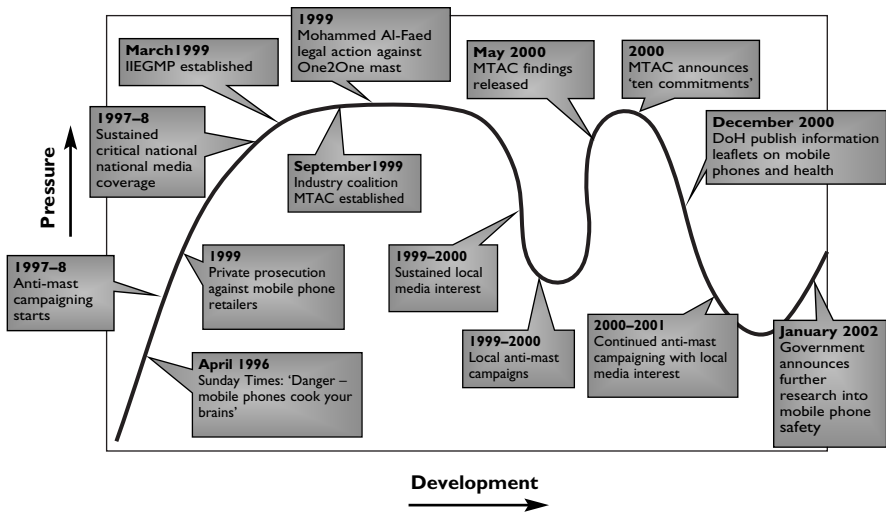 1999
Mohammed Al-Faed
legal action against
One2One mast
March1999
IIEGMP established
May 2000
MTAC findings
released
2000
MTAC announces
‘ten commitments’
1997–8
Sustained
critical national
national media
coverage
December 2000
DoH publish information
leaflets on mobile
phones and health
Pressure
September1999
Industry coalition
MTAC established
1997–8
Anti-mast
campaigning
starts
1999
Private prosecution
against mobile phone
retailers
1999–2000
Sustained local
media interest
April 1996
Sunday Times: ‘Danger –
mobile phones cook your
brains’
1999–2000
Local anti-mast
campaigns
2000–2001
Continued anti-mast
campaigning with local
media interest
January 2002
Government
announces
further
research into
mobile phone
safety
Development